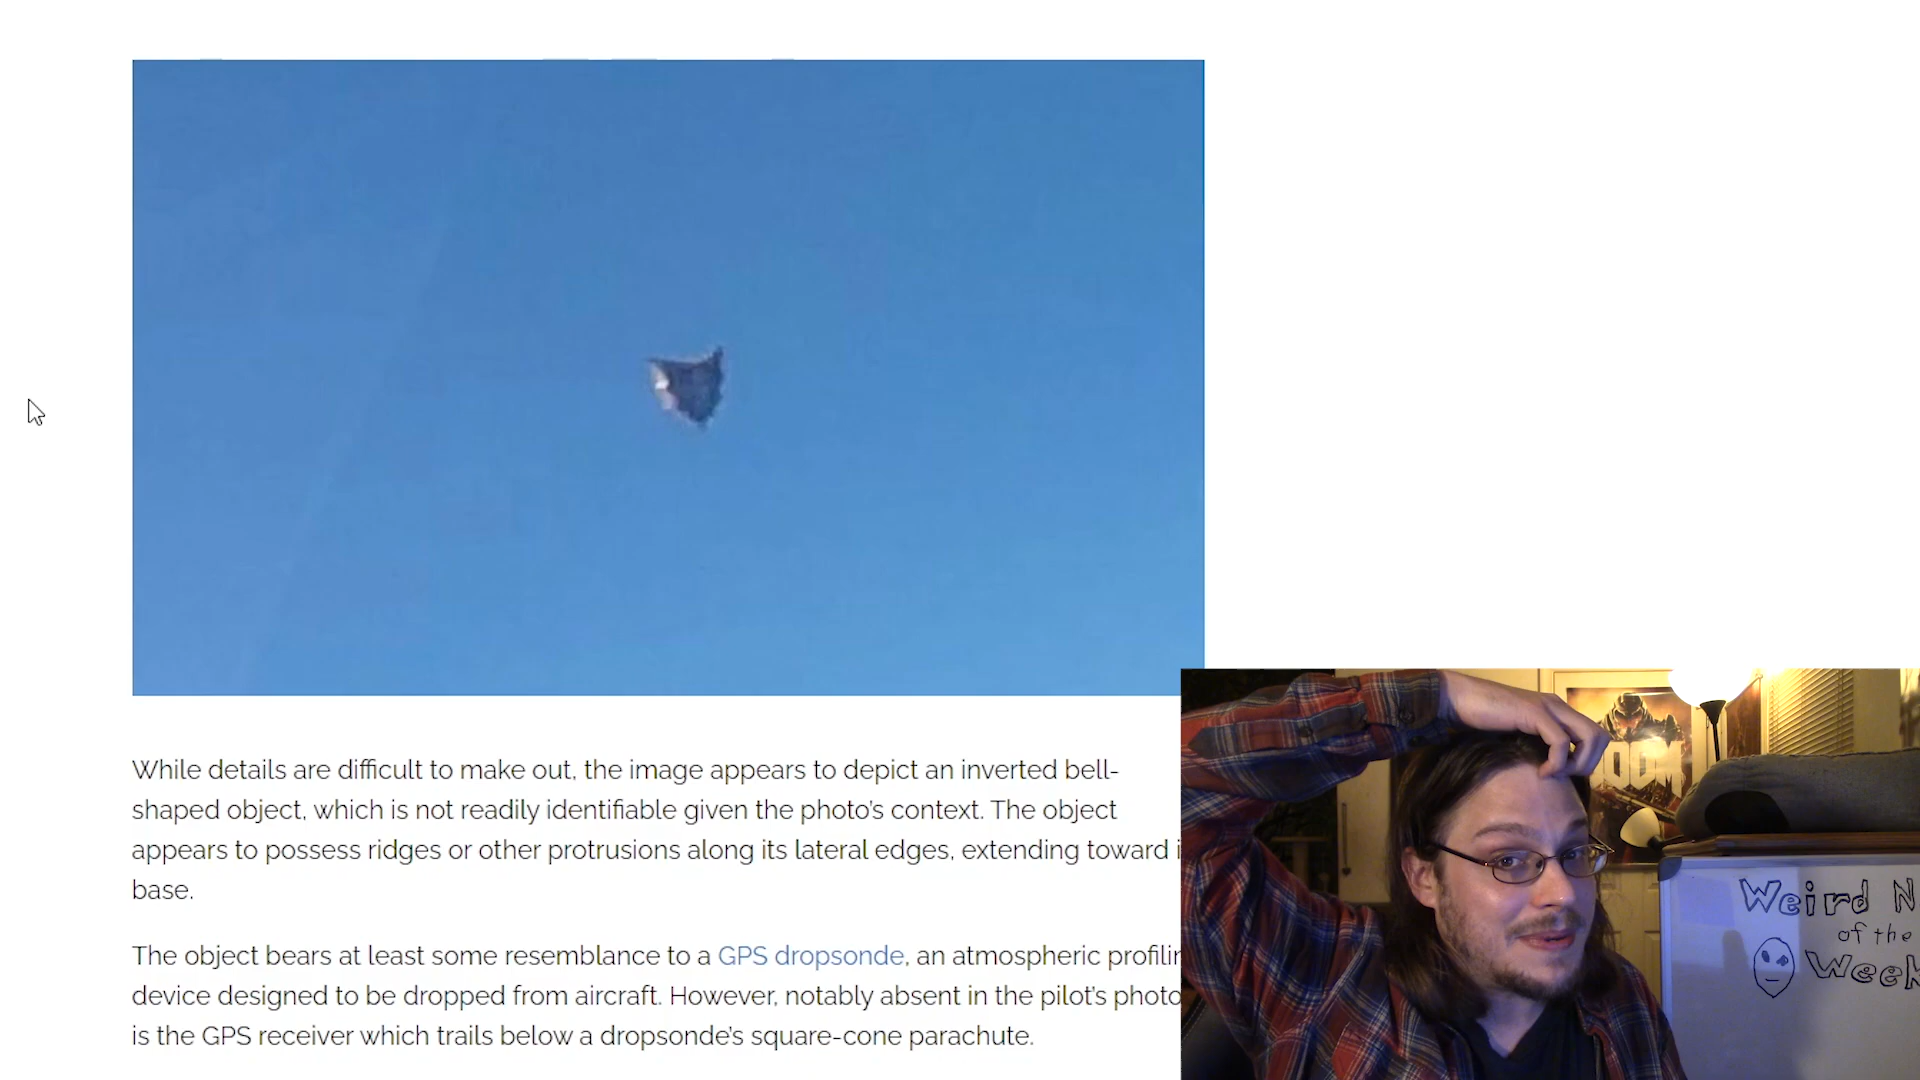 While details are difficult to make out, the image appears to depict an inverted bell-
shaped object, which is not readily identifiable given the photo's context. The object
appears to possess ridges or other protrusions along its lateral edges, extending toward
base.
The object bears at least some resemblance to a GPS dropsonde, an atmospheric
device designed to be dropped from aircraft. However, notably absent in the pilot's photo
is the GPS receiver which trails below a dropsonde's square-cone parachute.
OOM
Weird N
of the
Week